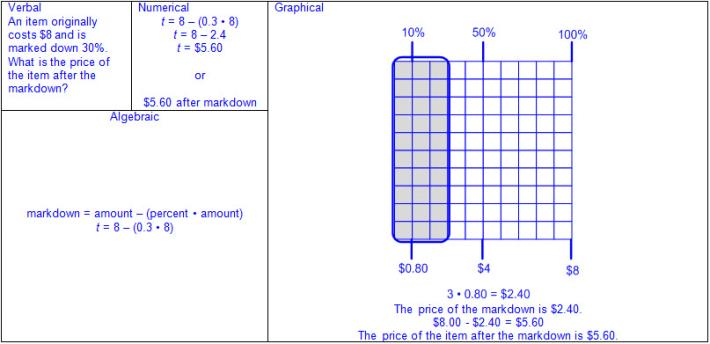 Verbal
An item originally
costs $8 and is
marked down 30%.
What is the price of
the item after the
markdown?
Numerical
t = 8 – (0.3 • 8)
t = 8 – 2.4
t = $5.60
or
$5.60 after markdown
Algebraic
markdown = amount – (percent • amount)
t = 8 – (0.3 • 8)
Graphical
10% 50% 100%
$0.80 $4 $8
3 • 0.80 = $2.40
The price of the markdown is $2.40.
$8.00 - $2.40 = $5.60
The price of the item after the markdown is $5.60.